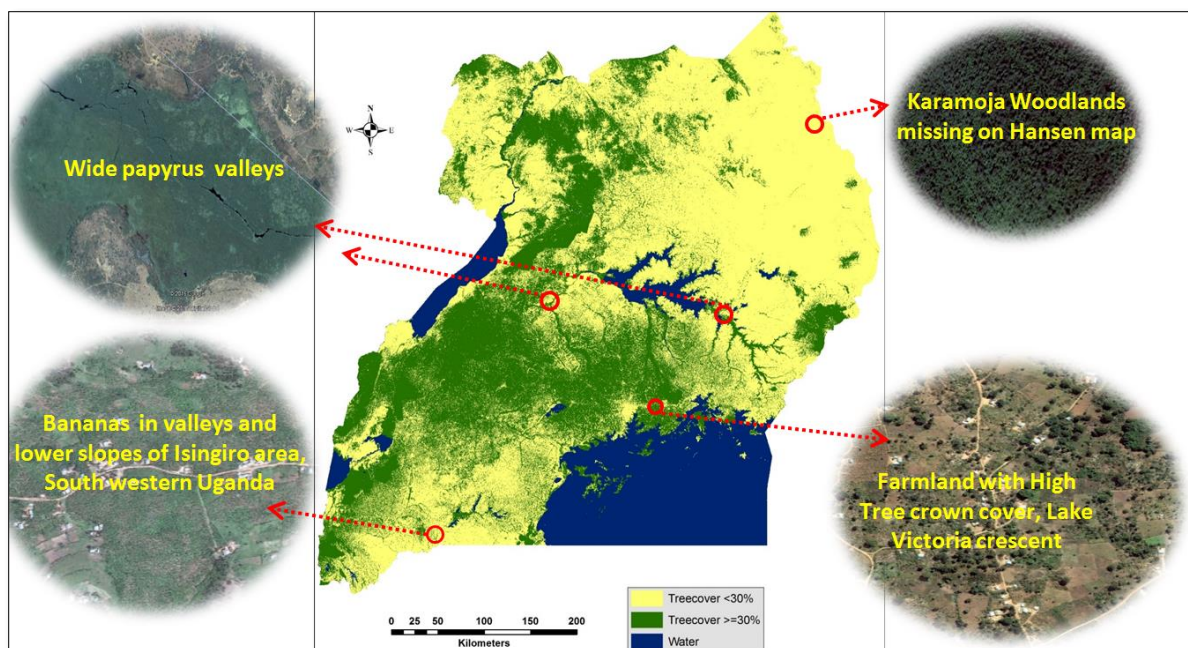 Wide papyrus valleys
Karamoja Woodlands
missing on Hansen map
N
W
E
S
Bananas in valleys and
lower slopes of Isingiro area,
South western Uganda
Farmland with High
Tree crown cover, Lake
Victoria crescent
Treecover <30%
Treecover >=30%
Water
0 25 50 100 150 200
Kilometers